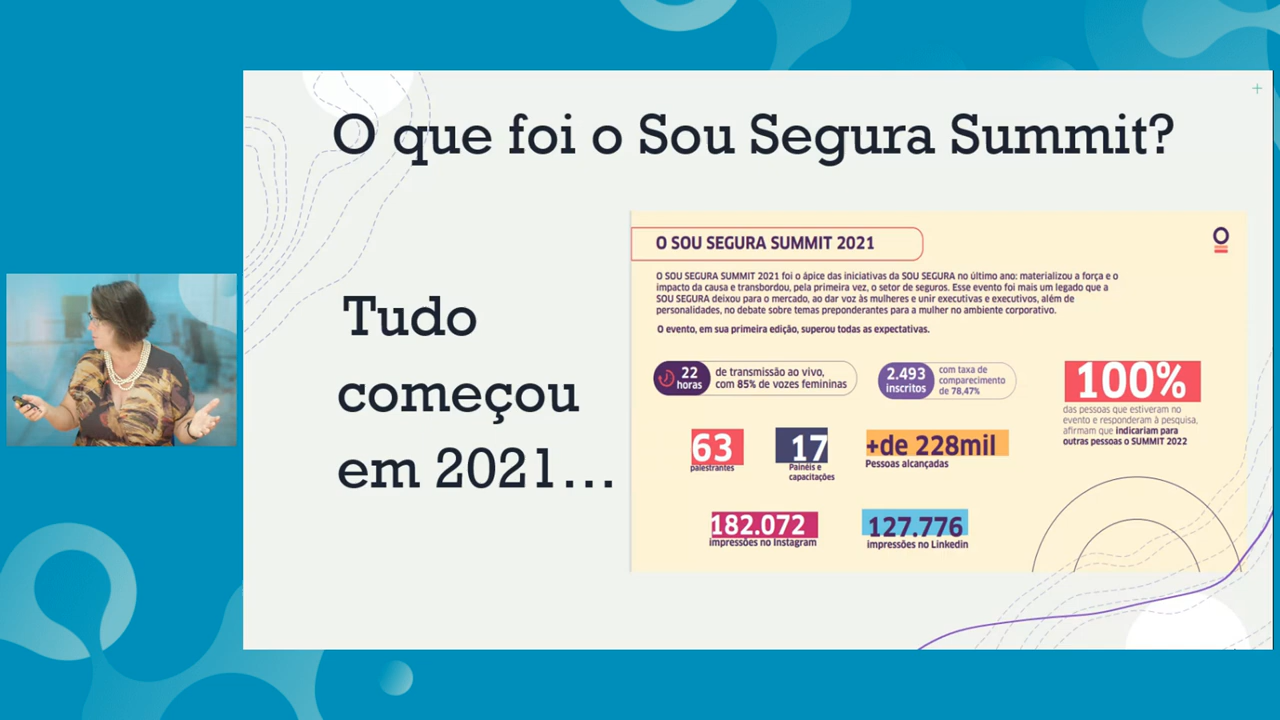 O que foi o Sou Segura Summit?
Tudo
começou
em 2021...
O SOU SEGURA SUMMIT 2021
O SOU SEGURA SUMMIT 2021 foi o ápice das iniciativas da SOU SEGURA no último ano: materializou a força e o
impacto da causa e transbordou, pela primeira vez, o setor de seguros. Esse evento foi mais um legado que a
SOU SEGURA deixou para o mercado, ao dar voz às mulheres e unir executivas e executivos, além de
personalidades, no debate sobre temas preponderantes para a mulher no ambiente corporativo.
O evento, em sua primeira edição, superou todas as expectativas.
22
horas
de transmissão ao vivo,
com 85% de vozes femininas
2.493
inscritos
com taxa de
comparecimento
de 78,47%
100%
das pessoas que estiveram no
evento e responderam à pesquisa,
afirmam que indicariam para
outras pessoas o SUMMIT 2022
63
palestrantes
17
Painéis e
capacitações
+de 228mil
Pessoas alcançadas
182.072
impressões no Instagram
127.776
impressões no Linkedin